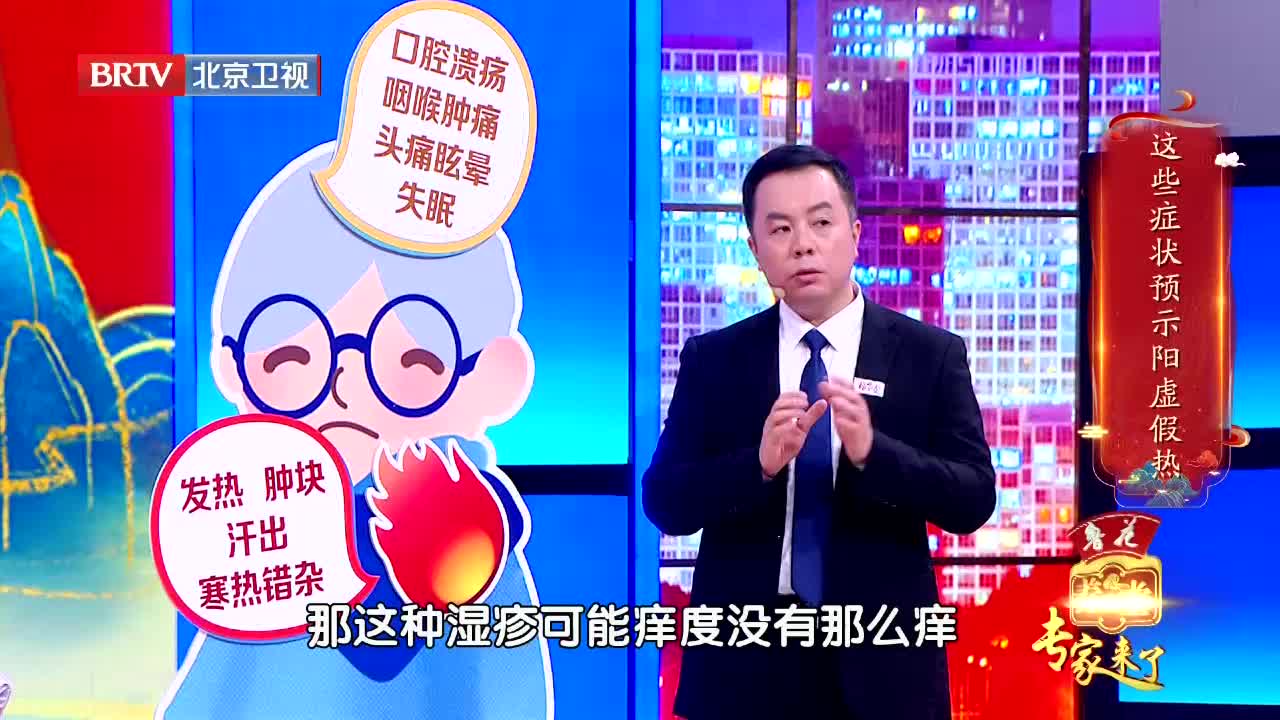 BRTV 北京卫视
口腔溃疡
咽喉肿痛
头痛眩晕
失眠
发热 肿块
汗出
寒热错杂
这些症状预示阳虚假热
专家来了
那这种湿疹可能痒度没有那么痒